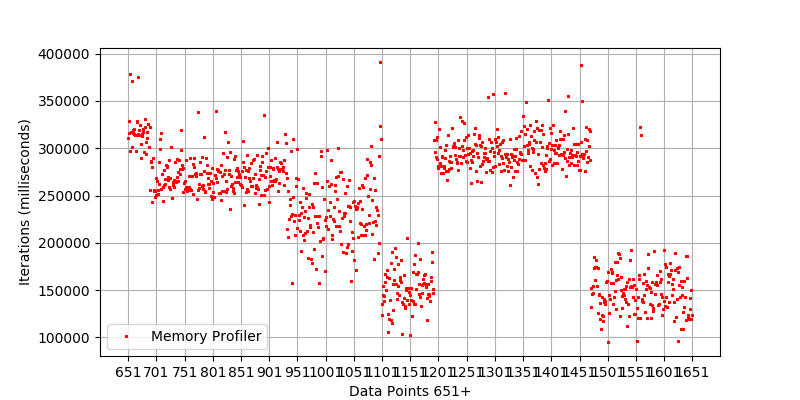 400000
350000
300000
250000
200000
150000
100000
Iterations (milliseconds)
Memory Profiler
651 701 751 801 851 901 951 1001 1051 1101 1151 1201 1251 1301 1351 1401 1451 1501 1551 1601 1651
Data Points 651+